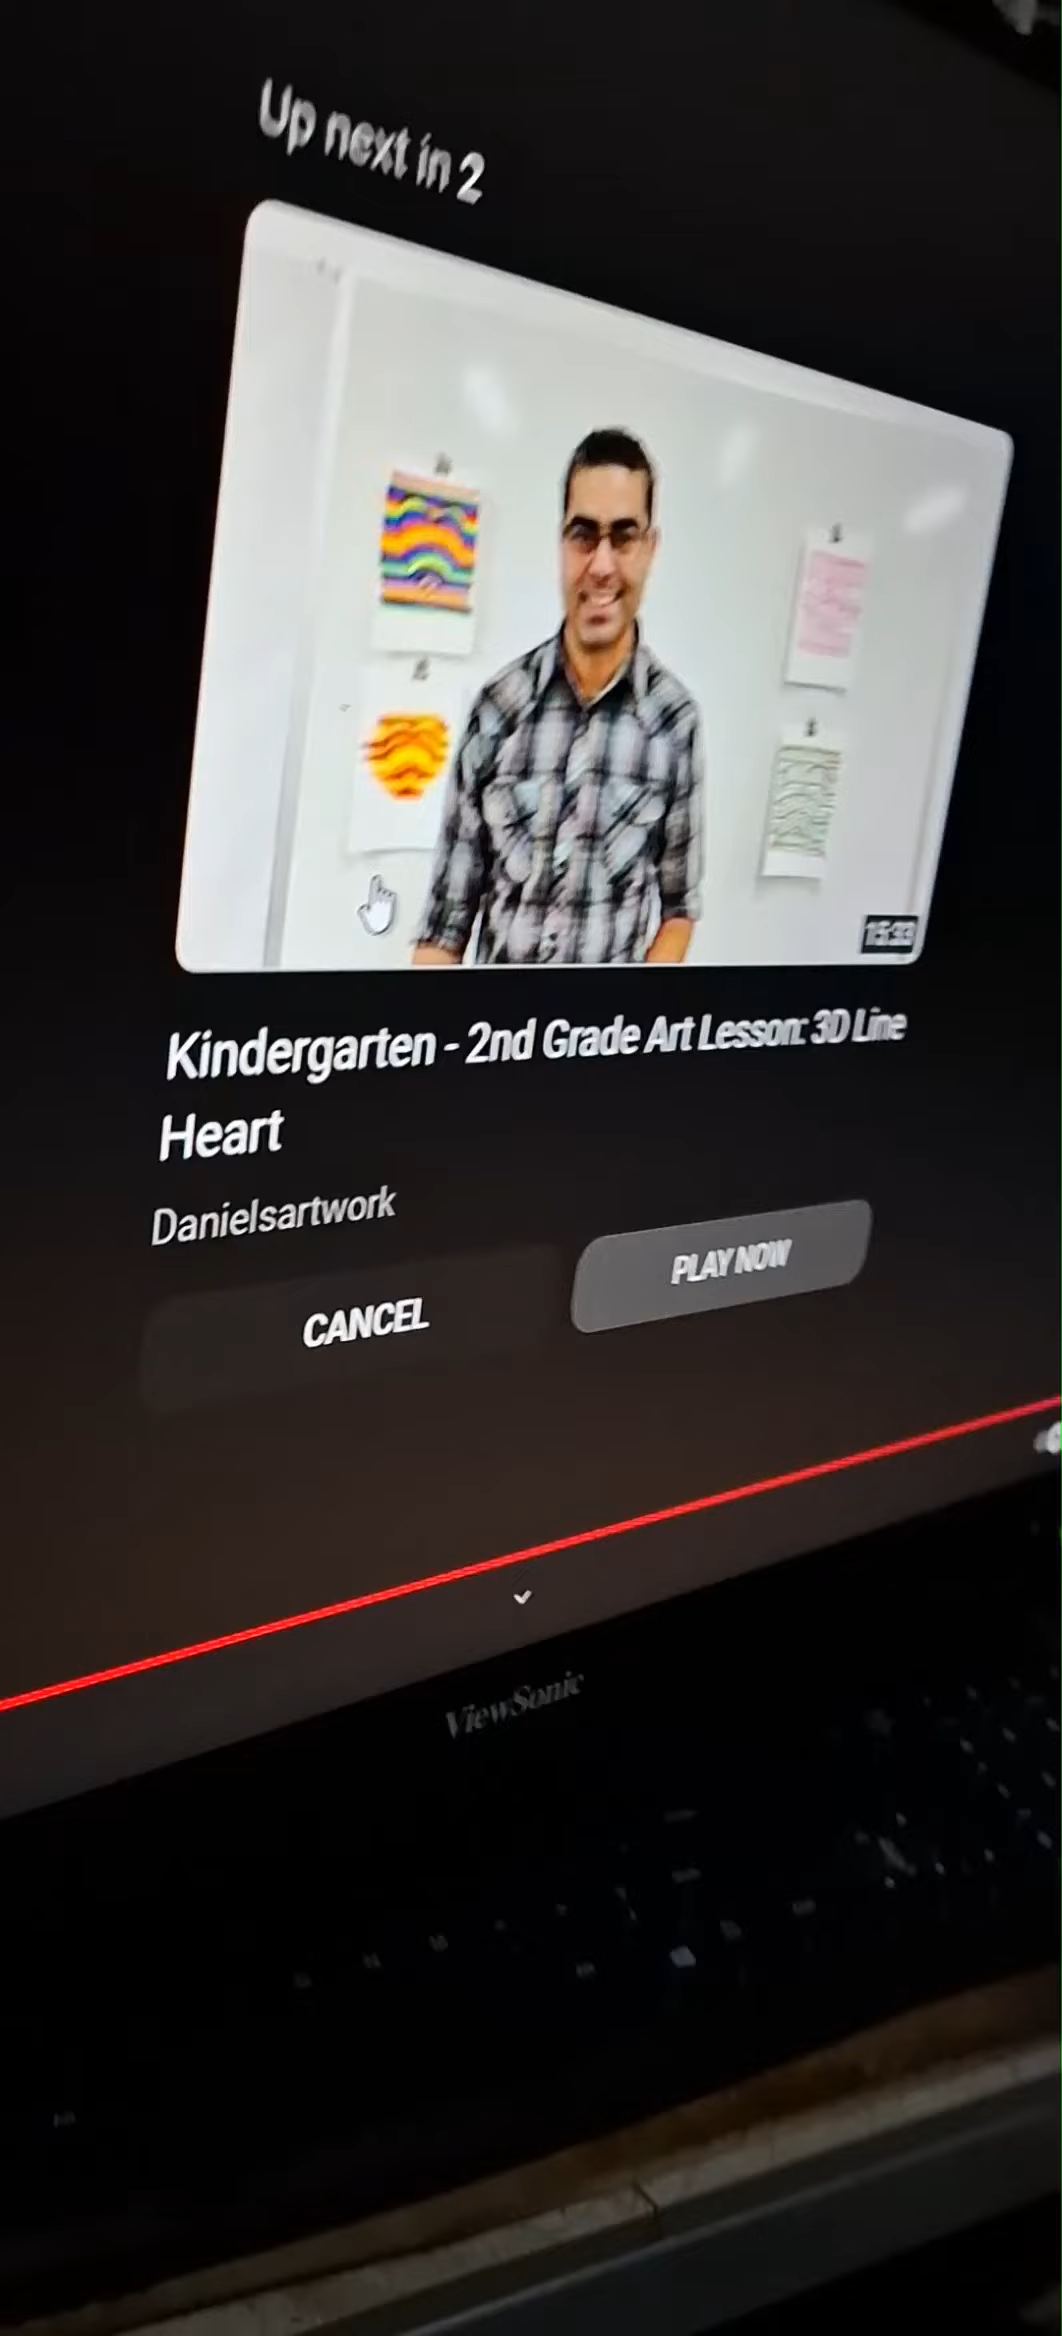 Up next in 2
Kindergarten - 2nd Grade Art Lesson: 3D Line
Heart
Danielsartwork
CANCEL
PLAY NOW
ViewSonic